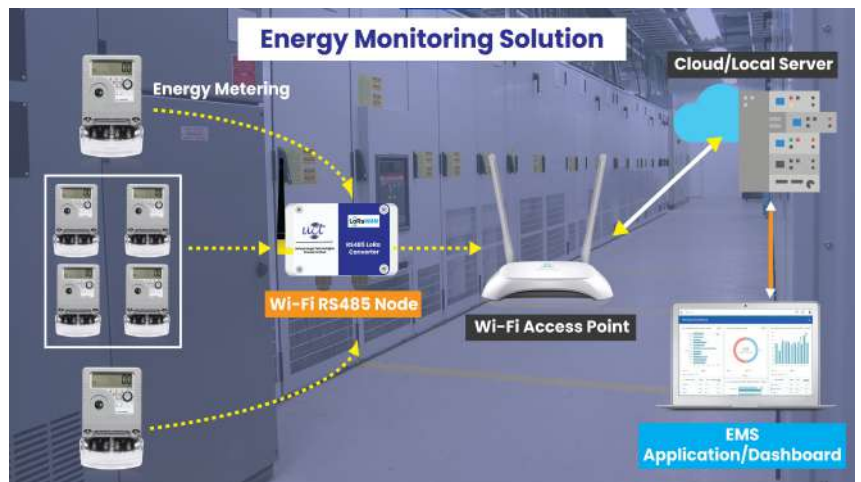 Energy Monitoring Solution
Cloud/Local Server
Energy Metering
uct
LoRaWAN
RS485 LoRa
Converter
Wi-Fi RS485 Node
Wi-Fi Access Point
EMS
Application/Dashboard